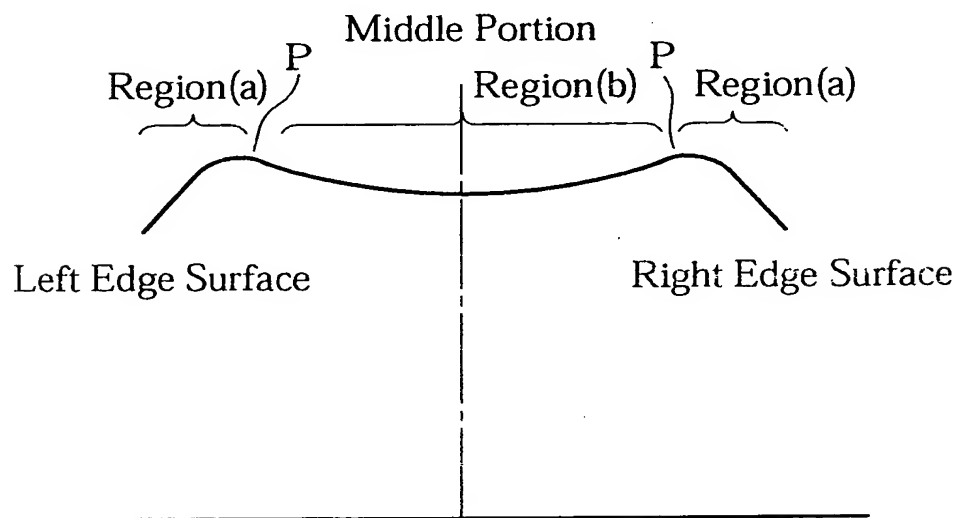 Middle Portion
P
P
Region(a)
Region(b)
Region(a)
Left Edge Surface
Right Edge Surface